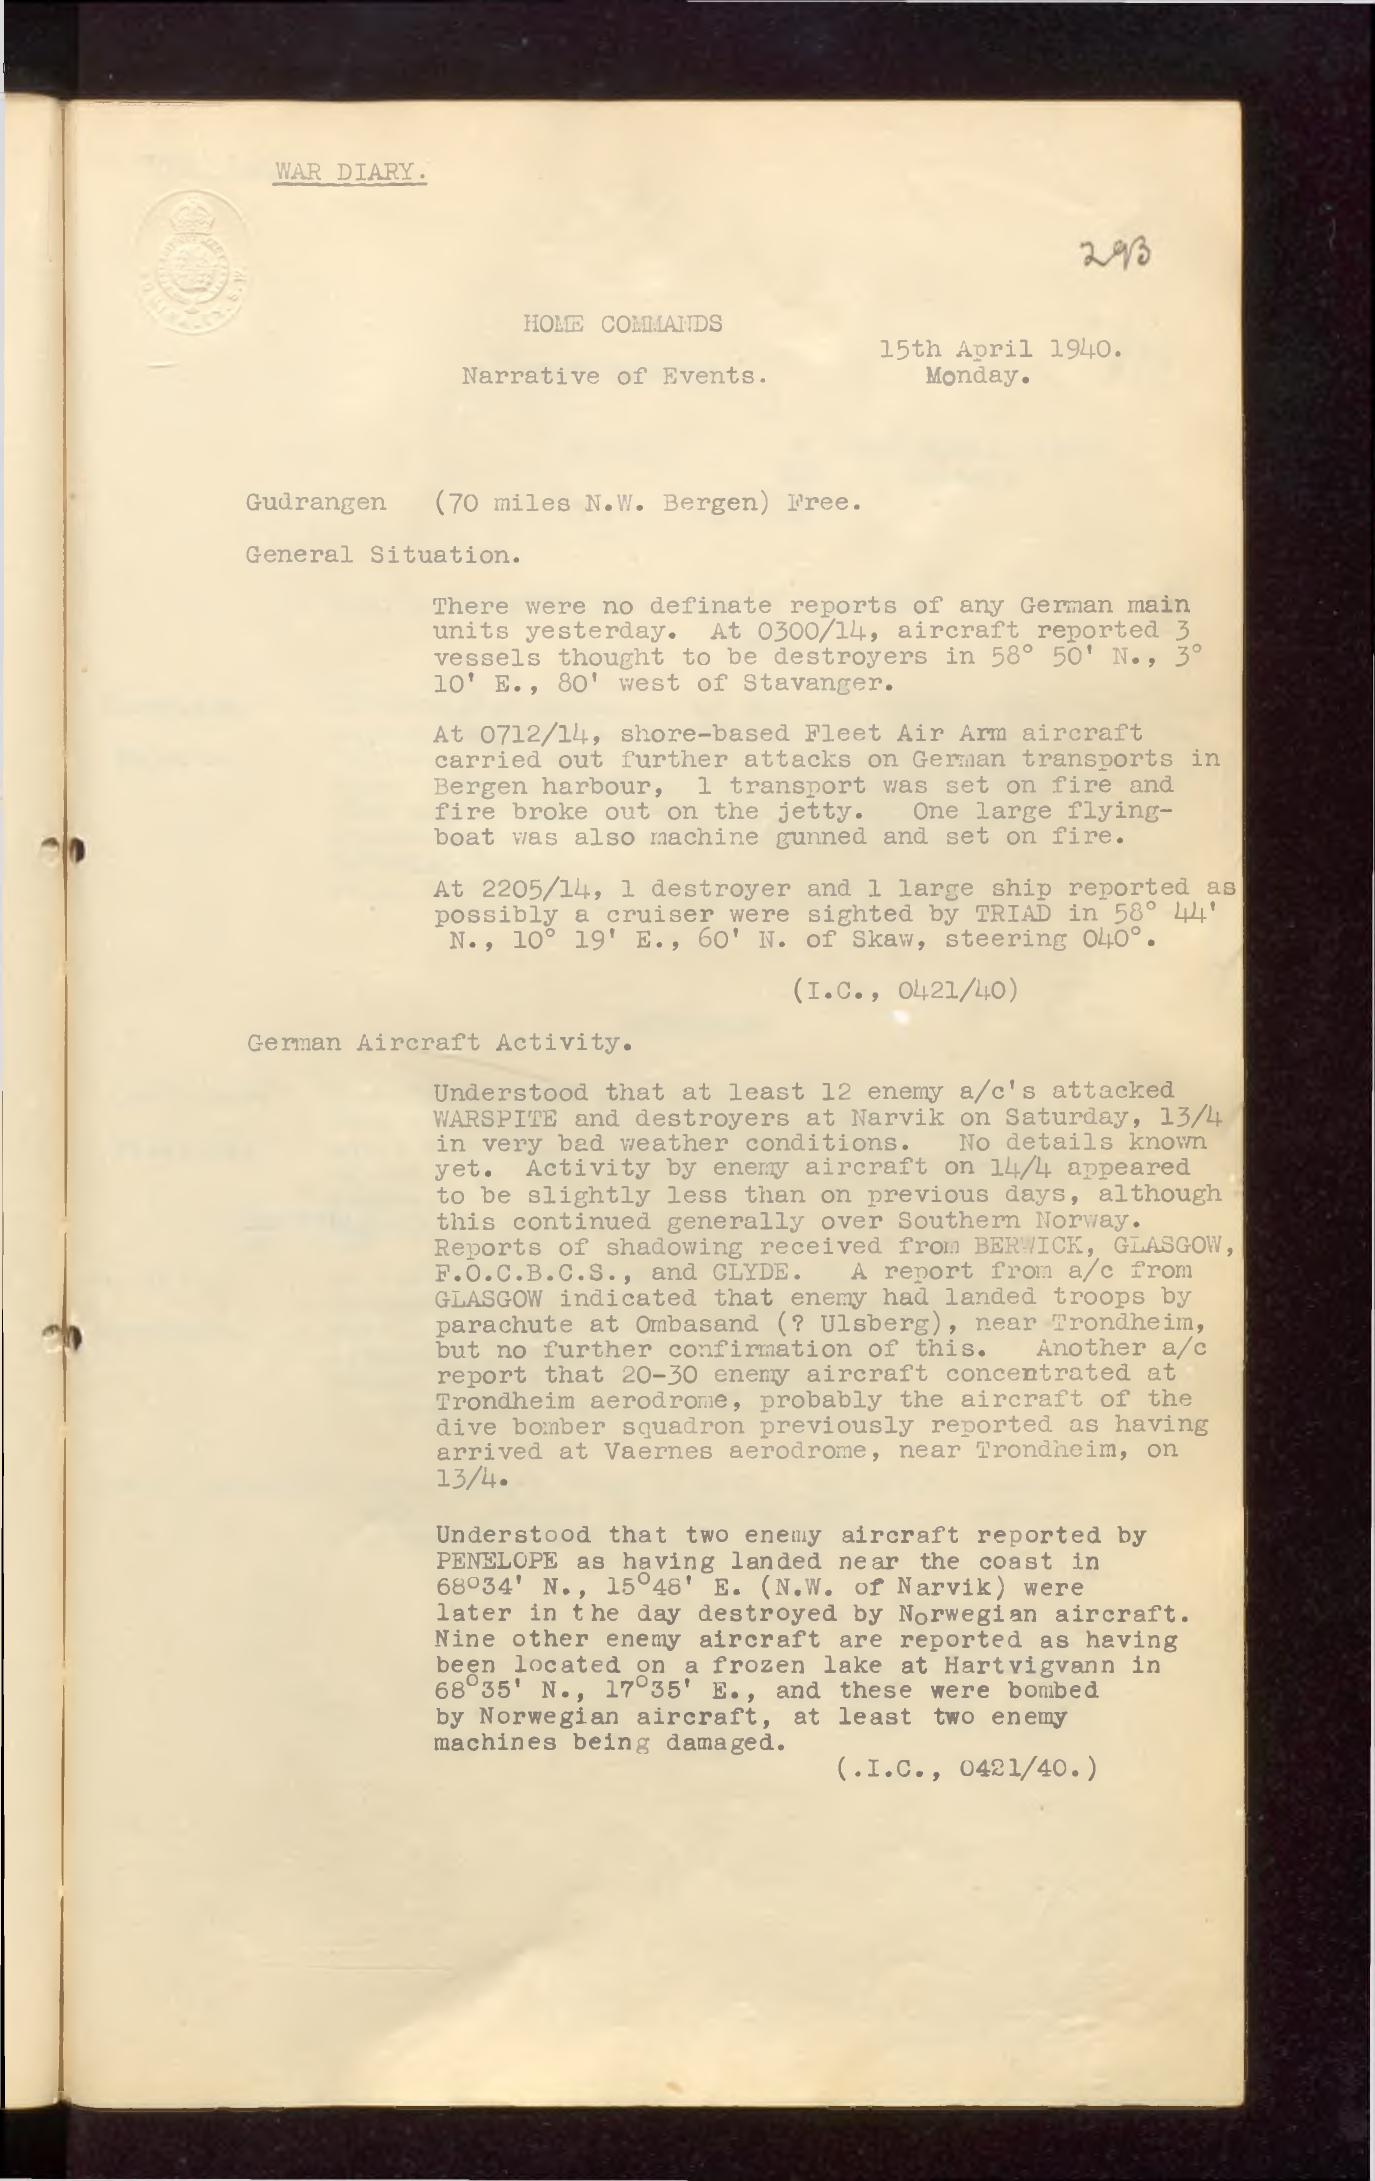 WAR DIARY.
293
HOME COMMANDS
15th April 1940.
Narrative of Events. Monday.
Gudrangen (70 miles N.W. Bergen) Free.
General Situation.
There were no definate reports of any German main
units yesterday. At 0300/14, aircraft reported 3
vessels thought to be destroyers in 58° 50' N., 3°
10' E., 80' west of Stavanger.
At 0712/14, shore-based Fleet Air Arm aircraft
carried out further attacks on German transports in
Bergen harbour, 1 transport was set on fire and
fire broke out on the jetty. One large flying-
boat was also machine gunned and set on fire.
At 2205/14, 1 destroyer and 1 large ship reported as
possibly a cruiser were sighted by TRIAD in 58° 44'
N., 10° 19' E., 60' N. of Skaw, steering 040°.
(I.C., 0421/40)
German Aircraft Activity.
Understood that at least 12 enemy a/c's attacked
WARSPITE and destroyers at Narvik on Saturday, 13/4
in very bad weather conditions. No details known
yet. Activity by enemy aircraft on 14/4 appeared
to be slightly less than on previous days, although
this continued generally over Southern Norway.
Reports of shadowing received from BERWICK, GLASGOW,
F.O.C.B.C.S., and CLYDE. A report from a/c from
GLASGOW indicated that enemy had landed troops by
parachute at Ombasand (? Ulsberg), near Trondheim,
but no further confirmation of this. Another a/c
report that 20-30 enemy aircraft concentrated at
Trondheim aerodrome, probably the aircraft of the
dive bomber squadron previously reported as having
arrived at Vaernes aerodrome, near Trondheim, on
13/4.
Understood that two enemy aircraft reported by
PENELOPE as having landed near the coast in
68°34' N., 15°48' E. (N.W. of Narvik) were
later in the day destroyed by Norwegian aircraft.
Nine other enemy aircraft are reported as having
been located on a frozen lake at Hartvigvann in
68°35' N., 17°35' E., and these were bombed
by Norwegian aircraft, at least two enemy
machines being damaged.
(.I.C., 0421/40.)